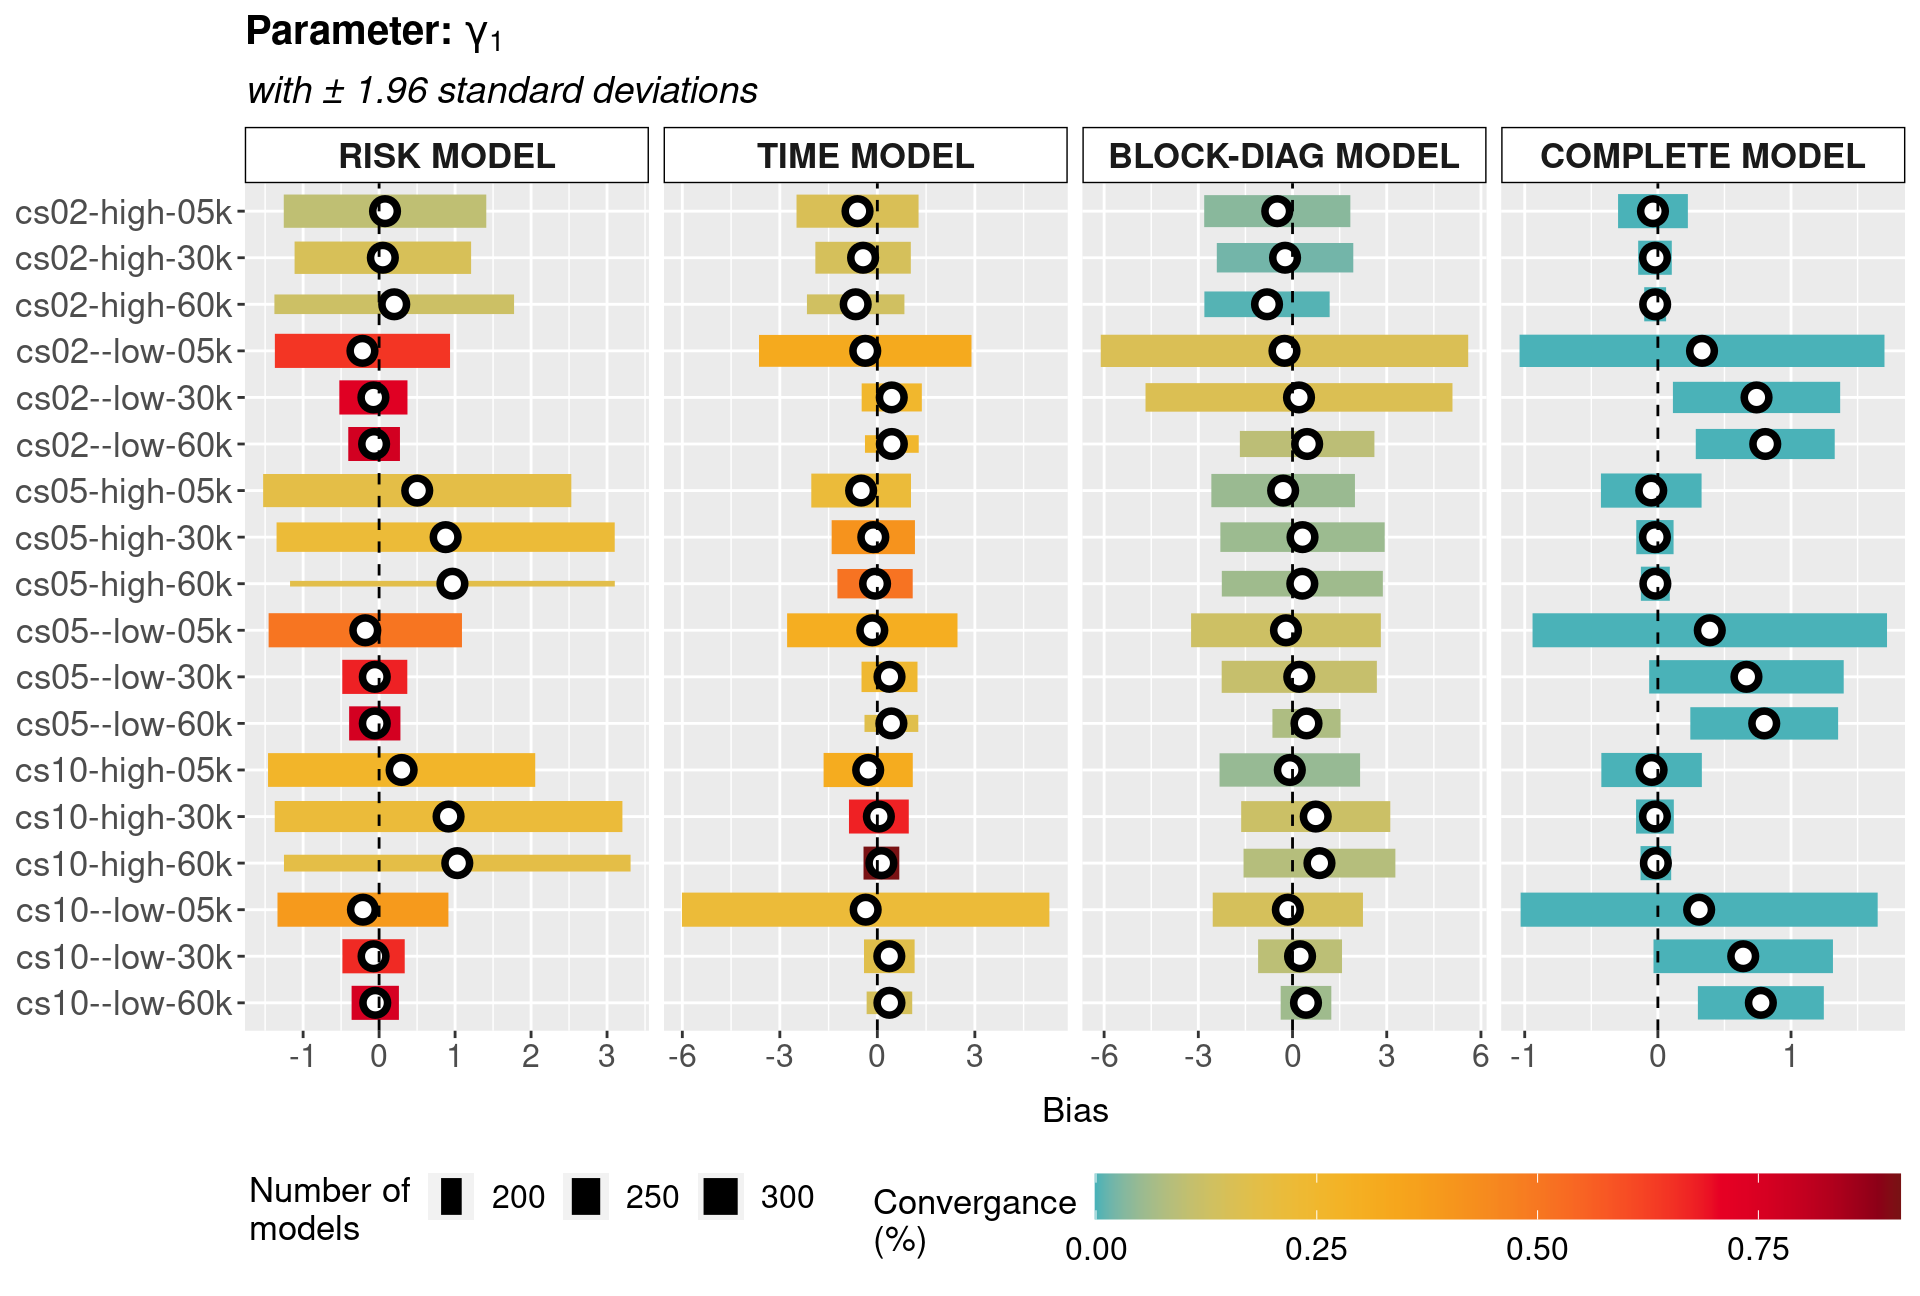 Parameter: γ1
with ± 1.96 standard deviations
RISK MODEL TIME MODEL BLOCK-DIAG MODEL COMPLETE MODEL
cs02-high-05k
cs02-high-30k
cs02-high-60k
cs02--low-05k
cs02--low-30k
cs02--low-60k
cs05-high-05k
cs05-high-30k
cs05-high-60k
cs05--low-05k
cs05--low-30k
cs05--low-60k
cs10-high-05k
cs10-high-30k
cs10-high-60k
cs10--low-05k
cs10--low-30k
cs10--low-60k
-1 0 1 2 3 -6 -3 0 3 -6 -3 0 3 6 -1 0 1
Bias
Number of
models
200 250 300
Convergance
(%)
0.00 0.25 0.50 0.75